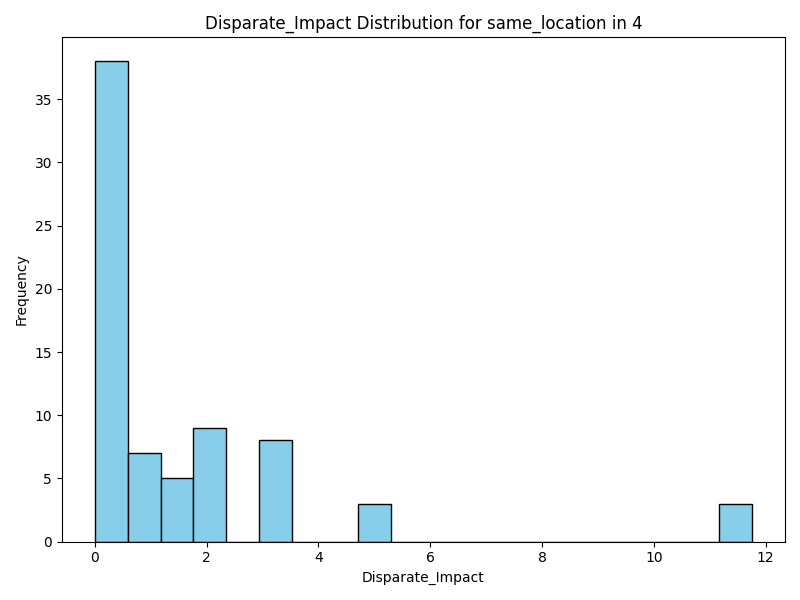 Disparate_Impact Distribution for same_location in 4
Frequency
35
30
25
20
15
10
5
0
0 2 4 6 8 10 12
Disparate_Impact